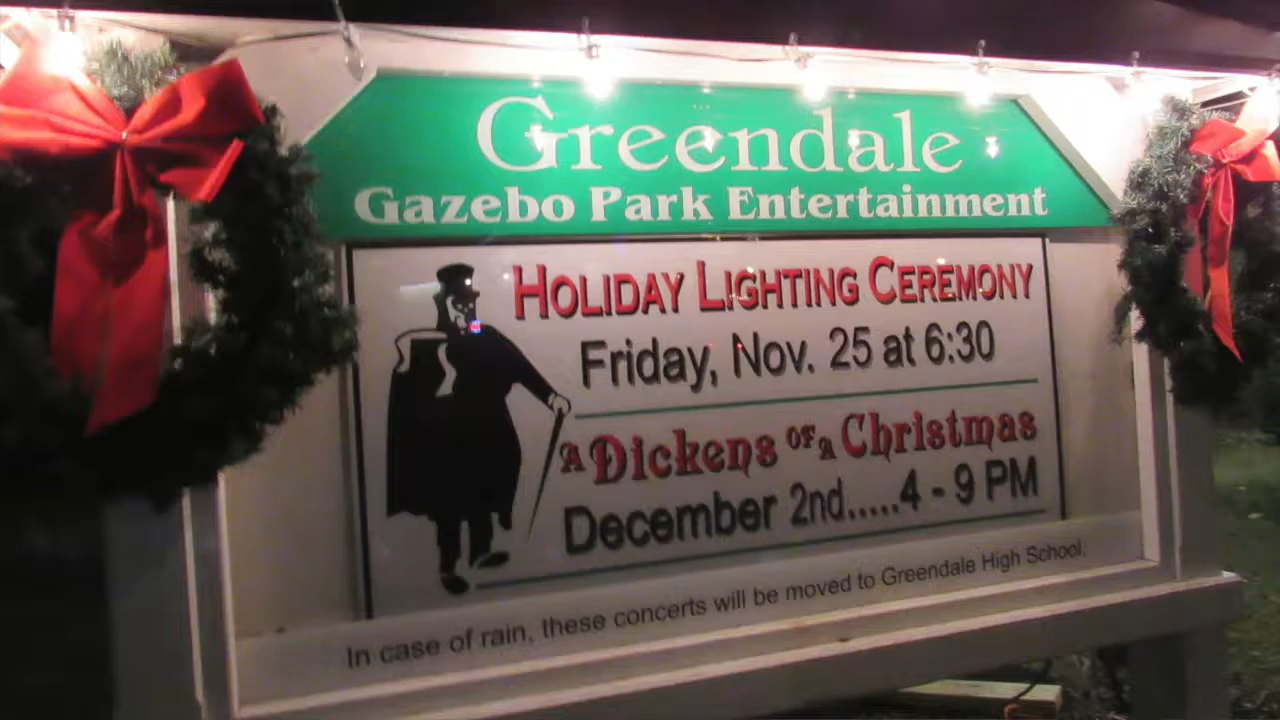 Greendale
Gazebo Park Entertainment
HOLIDAY LIGHTING CEREMONY
Friday, Nov. 25 at 6:30
A Dickens OF A Christmas
December 2nd.....4 - 9 PM
In case of rain, these concerts will be moved to Greendale High School.